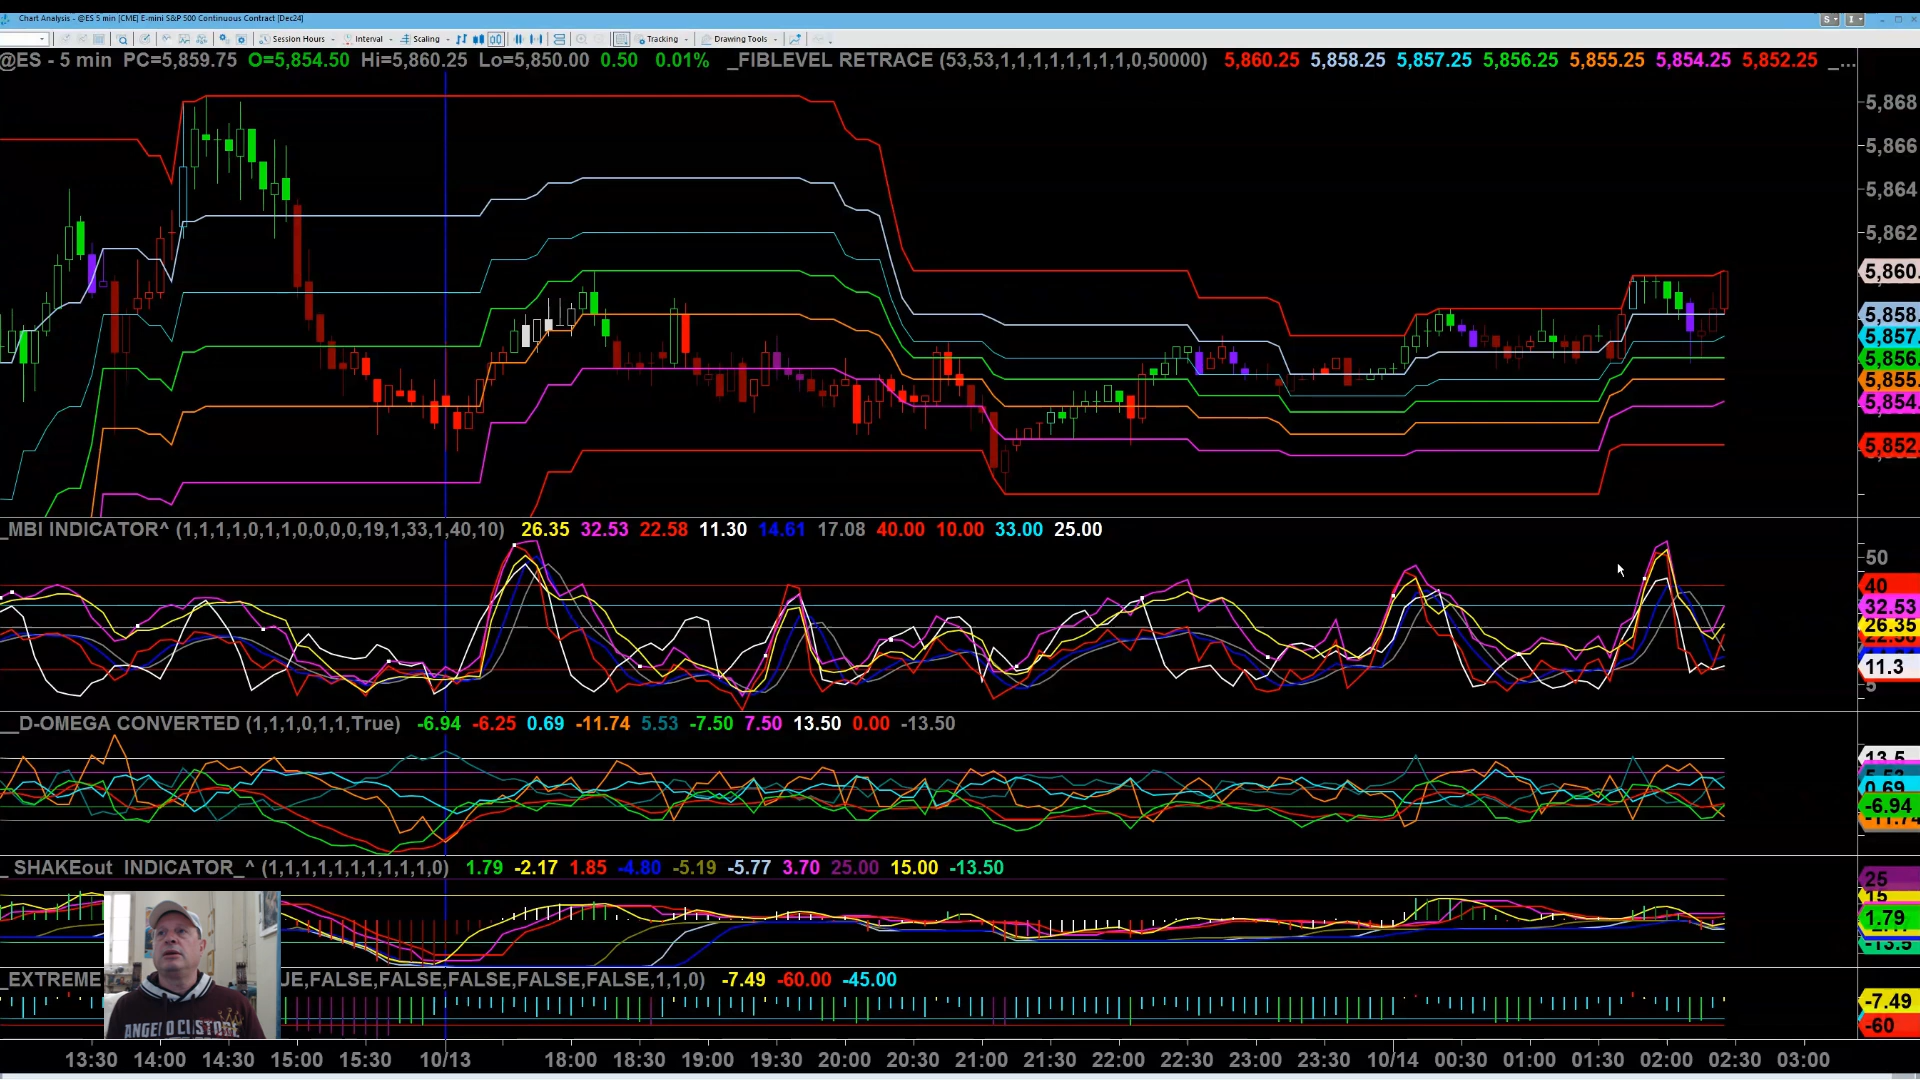 Chart Analysis - @ES 5 min [CME] E-mini S&P 500 Continuous Contract [Dec24]
S I
Session Hours Interval Scaling Tracking Drawing Tools
@ES - 5 min PC=5,859.75 O=5,854.50 Hi=5,860.25 Lo=5,850.00 0.50 0.01% _FIBLEVEL RETRACE (53,53,1,1,1,1,1,1,1,1,0,50000) 5,860.25 5,858.25 5,857.25 5,856.25 5,855.25 5,854.25 5,852.25 _...
5,868
5,866
5,864
5,862
5,860.
5,858.
5,857.
5,856.
5,855.
5,854.
5,852.
_MBI INDICATOR^ (1,1,1,1,0,1,1,0,0,0,0,19,1,33,1,40,10) 26.35 32.53 22.58 11.30 14.61 17.08 40.00 10.00 33.00 25.00
50
40
32.53
26.35
22.58
11.3
5
__D-OMEGA CONVERTED (1,1,1,0,1,1,True) -6.94 -6.25 0.69 -11.74 5.53 -7.50 7.50 13.50 0.00 -13.50
13.5
5.53
0.69
-6.94
-11.74
_ SHAKEout INDICATOR_^ (1,1,1,1,1,1,1,1,1,1,0) 1.79 -2.17 1.85 -4.80 -5.19 -5.77 3.70 25.00 15.00 -13.50
25
15
1.79
-13.5
_EXTREME UE,FALSE,FALSE,FALSE,FALSE,FALSE,1,1,0) -7.49 -60.00 -45.00
-7.49
-60
ANGELO CUSTOM
13:30 14:00 14:30 15:00 15:30 10/13 18:00 18:30 19:00 19:30 20:00 20:30 21:00 21:30 22:00 22:30 23:00 23:30 10/14 00:30 01:00 01:30 02:00 02:30 03:00